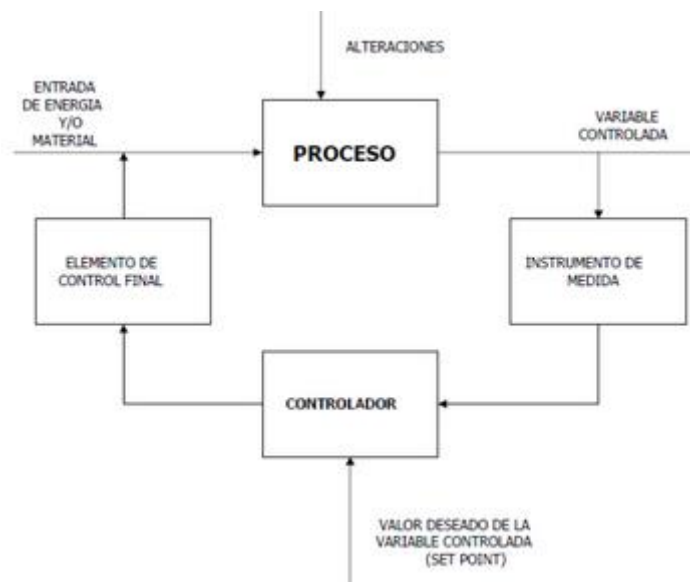 ALTERACIONES
ENTRADA
DE ENERGIA
Y/O
MATERIAL
VARIABLE
CONTROLADA
PROCESO
ELEMENTO DE
CONTROL FINAL
INSTRUMENTO DE
MEDIDA
CONTROLADOR
VALOR DESEADO DE LA
VARIABLE CONTROLADA
(SET POINT)